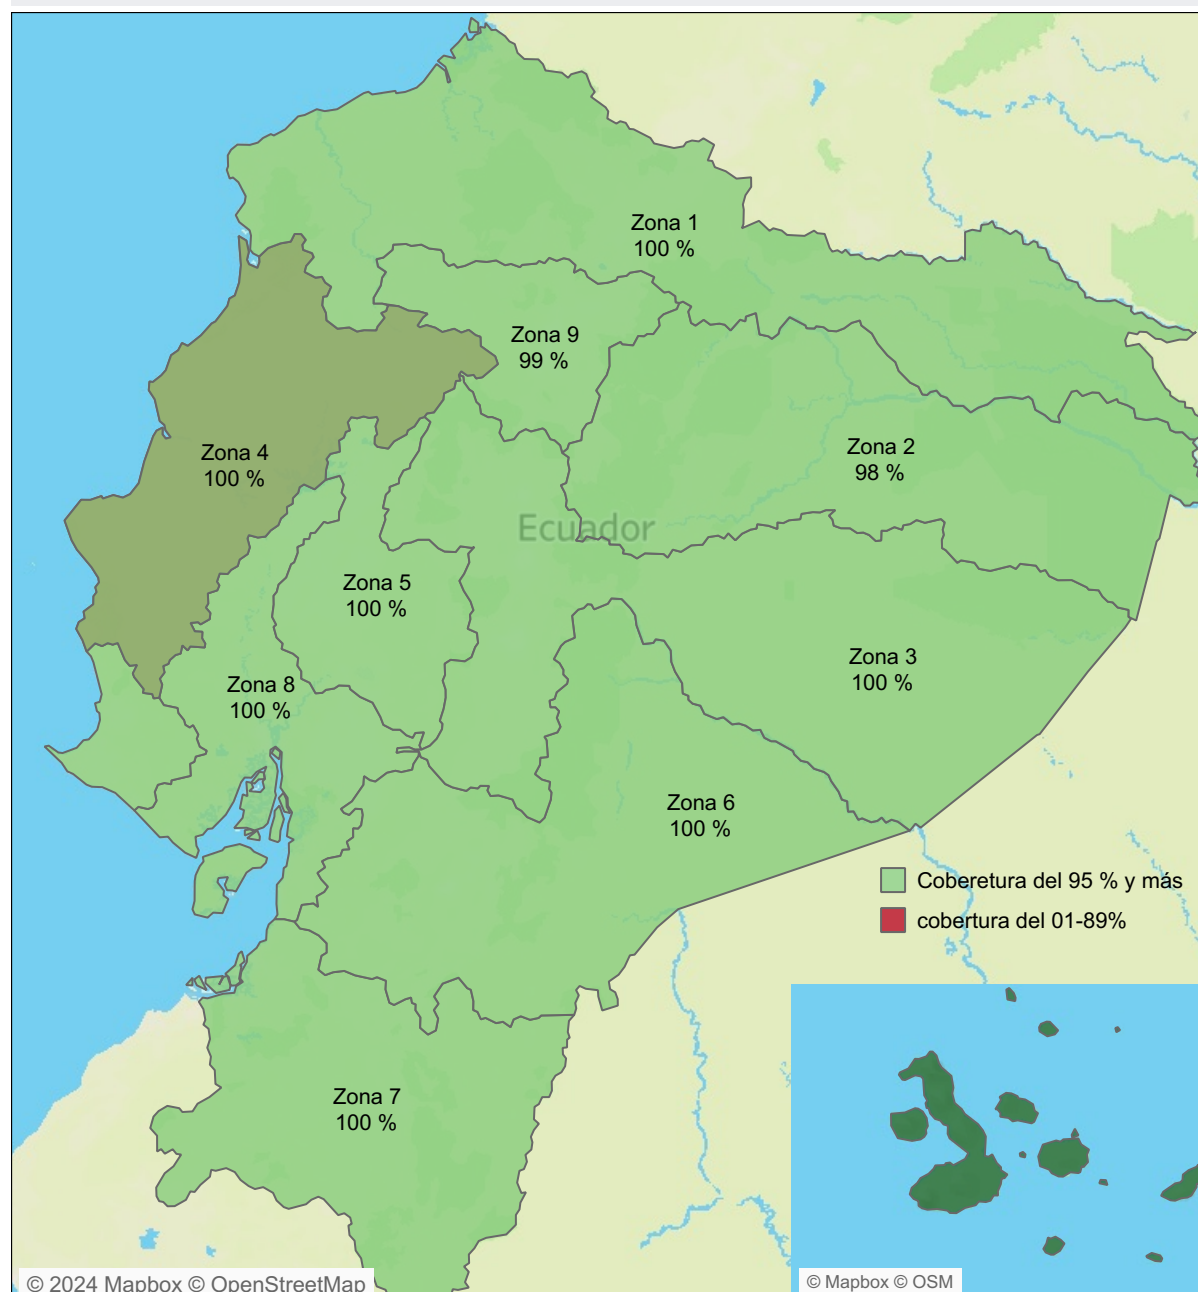 Zona 1
100 %
Zona 9
99 %
Zona 2
98 %
Zona 4
100 %
Ecuador
Zona 5
100 %
Zona 3
100 %
Zona 8
100 %
Zona 6
100 %
Coberetura del 95 % y más
cobertura del 01-89%
Zona 7
100 %
© 2024 Mapbox © OpenStreetMap
© Mapbox © OSM